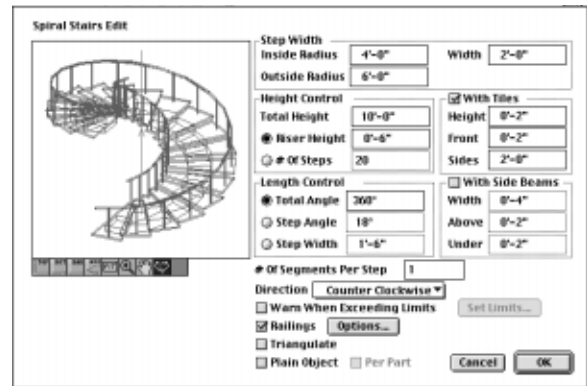 Spiral Stairs Edit
Step Width
Inside Radius 4'-0" Width 2'-0"
Outside Radius 6'-0"
Height Control
Total Height 10'-0"
Riser Height 0'-6"
# Of Steps 20
With Tiles
Height 0'-2"
Front 0'-2"
Sides 2'-0"
Length Control
Total Angle 360°
Step Angle 18°
Step Width 1'-6"
With Side Beams
Width 0'-4"
Above 0'-2"
Under 0'-2"
# Of Segments Per Step 1
Direction Counter Clockwise
Warn When Exceeding Limits Set Limits...
Railings Options...
Triangulate
Plain Object Per Part
Cancel OK